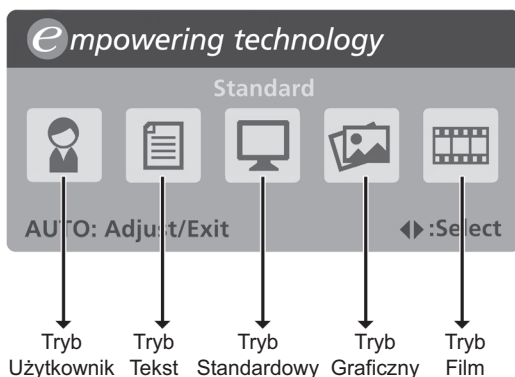 empowering technology
Standard
AUTO: Adjust/Exit :Select
Tryb Tryb Tryb Tryb Tryb
Użytkownik Tekst Standardowy Graficzny Film